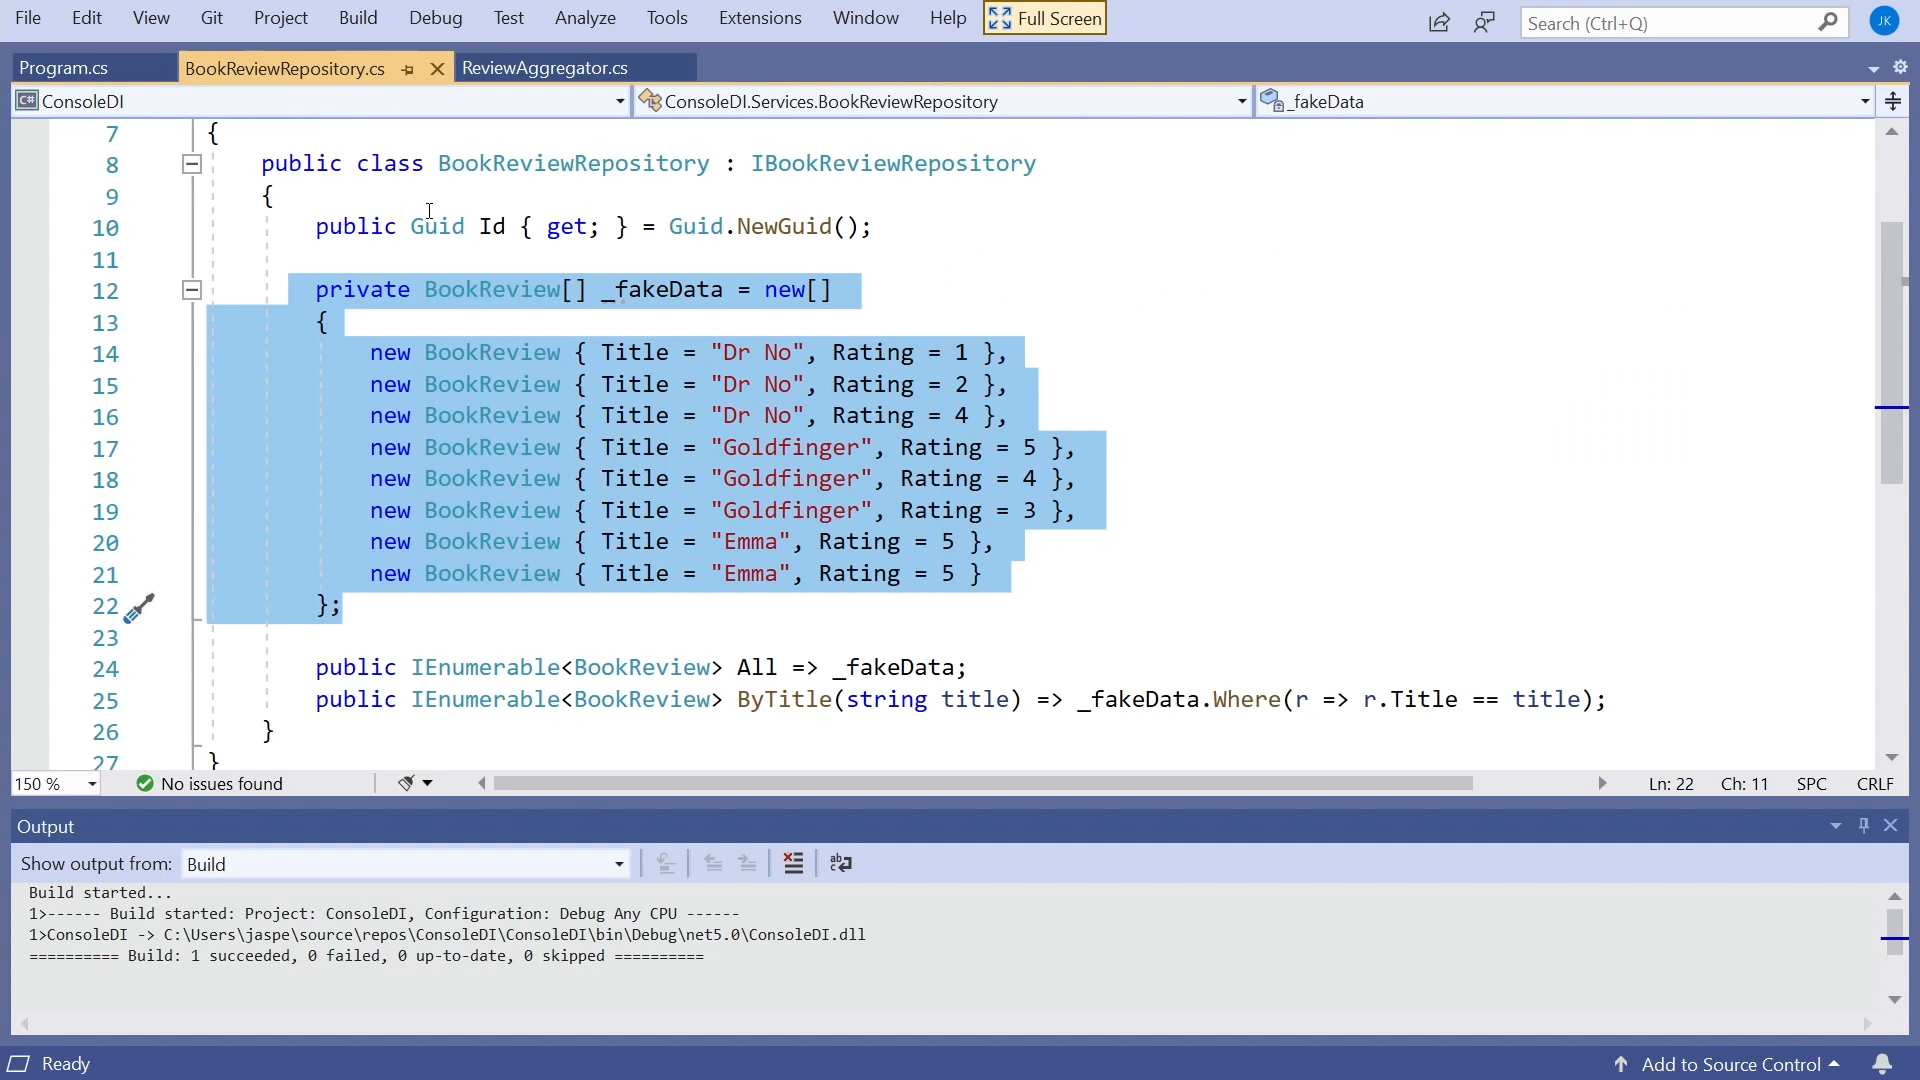 File Edit View Git Project Build Debug Test Analyze Tools Extensions Window Help Full Screen Search (Ctrl+Q) JK
Program.cs BookReviewRepository.cs ReviewAggregator.cs
C# ConsoleDI ConsoleDI.Services.BookReviewRepository _fakeData
7 {
8 public class BookReviewRepository : IBookReviewRepository
9 {
10 public Guid Id { get; } = Guid.NewGuid();
11
12 private BookReview[] _fakeData = new[]
13 {
14 new BookReview { Title = "Dr No", Rating = 1 },
15 new BookReview { Title = "Dr No", Rating = 2 },
16 new BookReview { Title = "Dr No", Rating = 4 },
17 new BookReview { Title = "Goldfinger", Rating = 5 },
18 new BookReview { Title = "Goldfinger", Rating = 4 },
19 new BookReview { Title = "Goldfinger", Rating = 3 },
20 new BookReview { Title = "Emma", Rating = 5 },
21 new BookReview { Title = "Emma", Rating = 5 }
22 };
23
24 public IEnumerable<BookReview> All => _fakeData;
25 public IEnumerable<BookReview> ByTitle(string title) => _fakeData.Where(r => r.Title == title);
26 }
27 }
150 % No issues found Ln: 22 Ch: 11 SPC CRLF
Output
Show output from: Build
Build started...
1>------ Build started: Project: ConsoleDI, Configuration: Debug Any CPU ------
1>ConsoleDI -> C:\Users\jaspe\source\repos\ConsoleDI\ConsoleDI\bin\Debug\net5.0\ConsoleDI.dll
========== Build: 1 succeeded, 0 failed, 0 up-to-date, 0 skipped ==========
Ready Add to Source Control